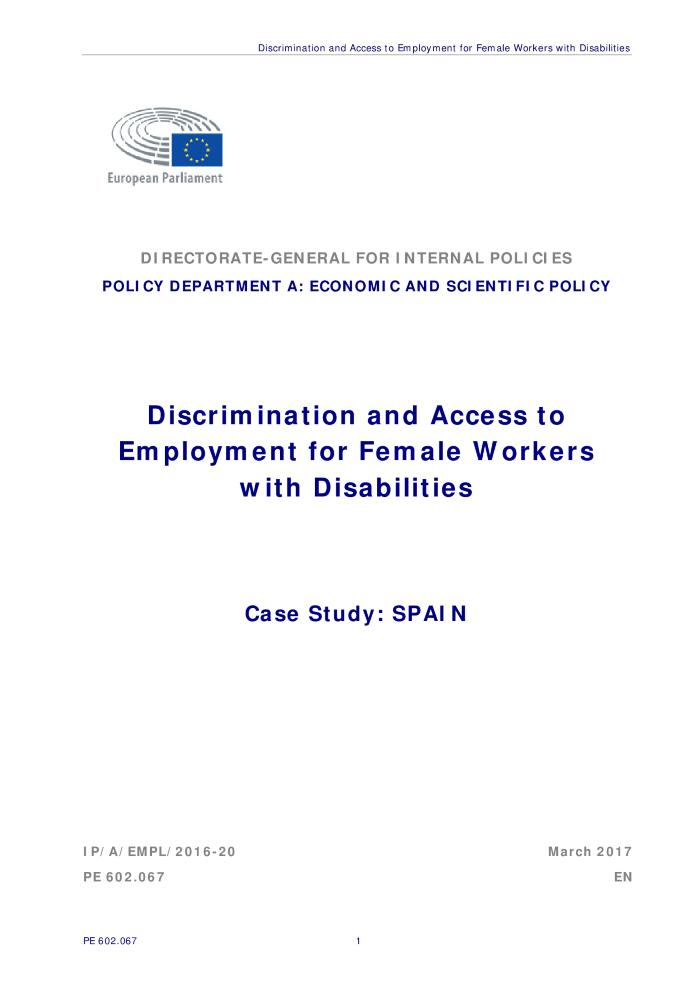 Discrimination and Access to Employment for Female Workers with Disabilities
European Parliament
DIRECTORATE-GENERAL FOR INTERNAL POLICIES
POLICY DEPARTMENT A: ECONOMIC AND SCIENTIFIC POLICY
Discrimination and Access to
Employment for Female Workers
with Disabilities
Case Study: SPAIN
IP/A/EMPL/2016-20 March 2017
PE 602.067 EN
PE 602.067 1